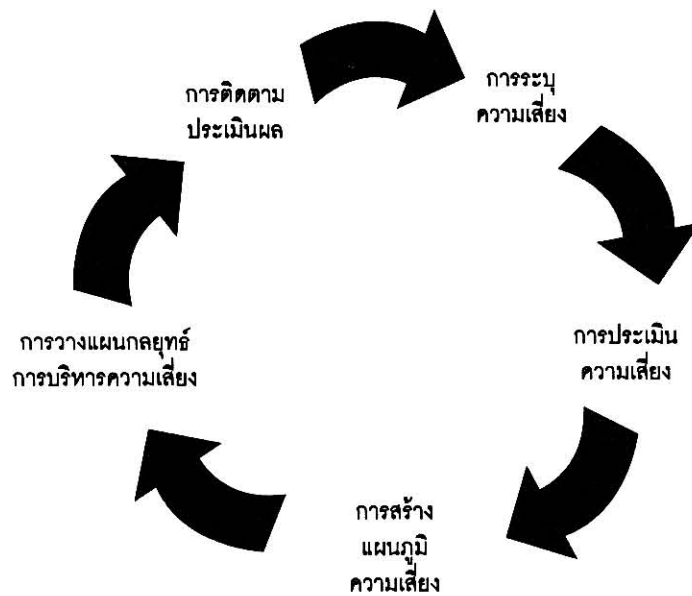 การติดตาม
ประเมินผล
การระบุ
ความเสี่ยง
การประเมิน
ความเสี่ยง
การสร้าง
แผนภูมิ
ความเสี่ยง
การวางแผนกลยุทธ์
การบริหารความเสี่ยง